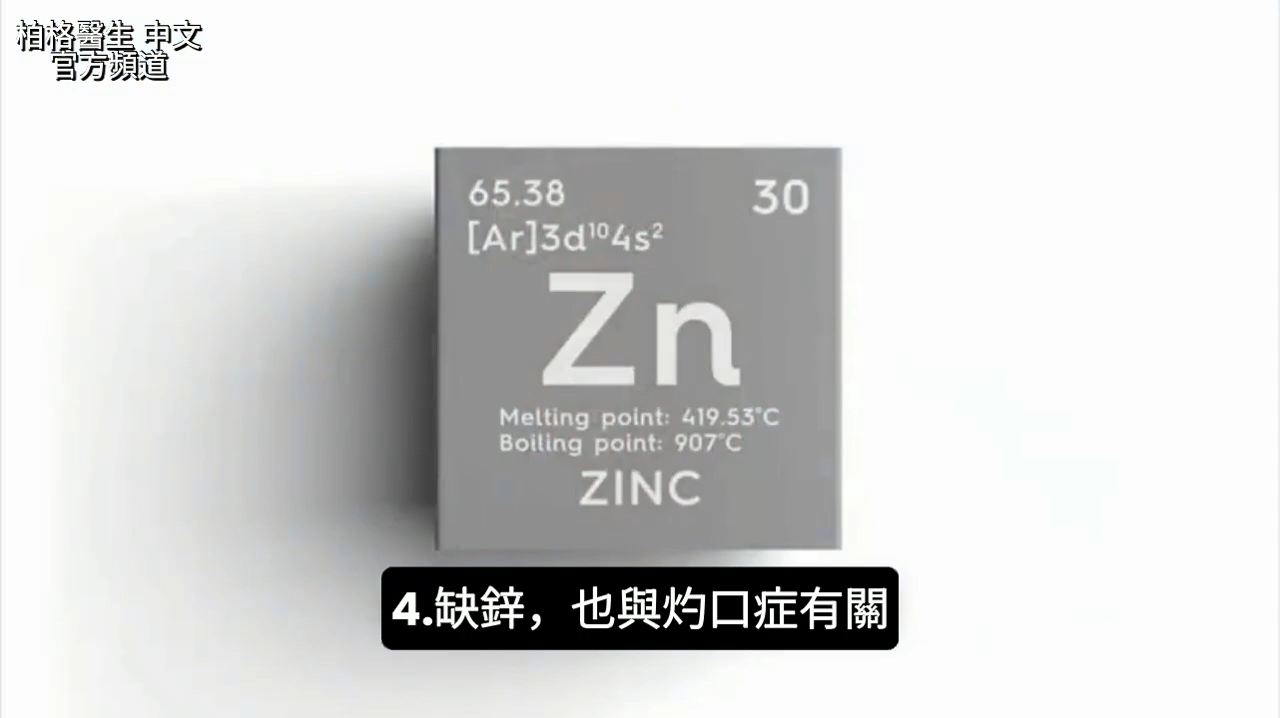 柏格醫生 中文
官方頻道
65.38
30
[Ar]3d¹⁰4s²
Zn
Melting point: 419.53°C
Boiling point: 907°C
ZINC
4.缺鋅，也與灼口症有關